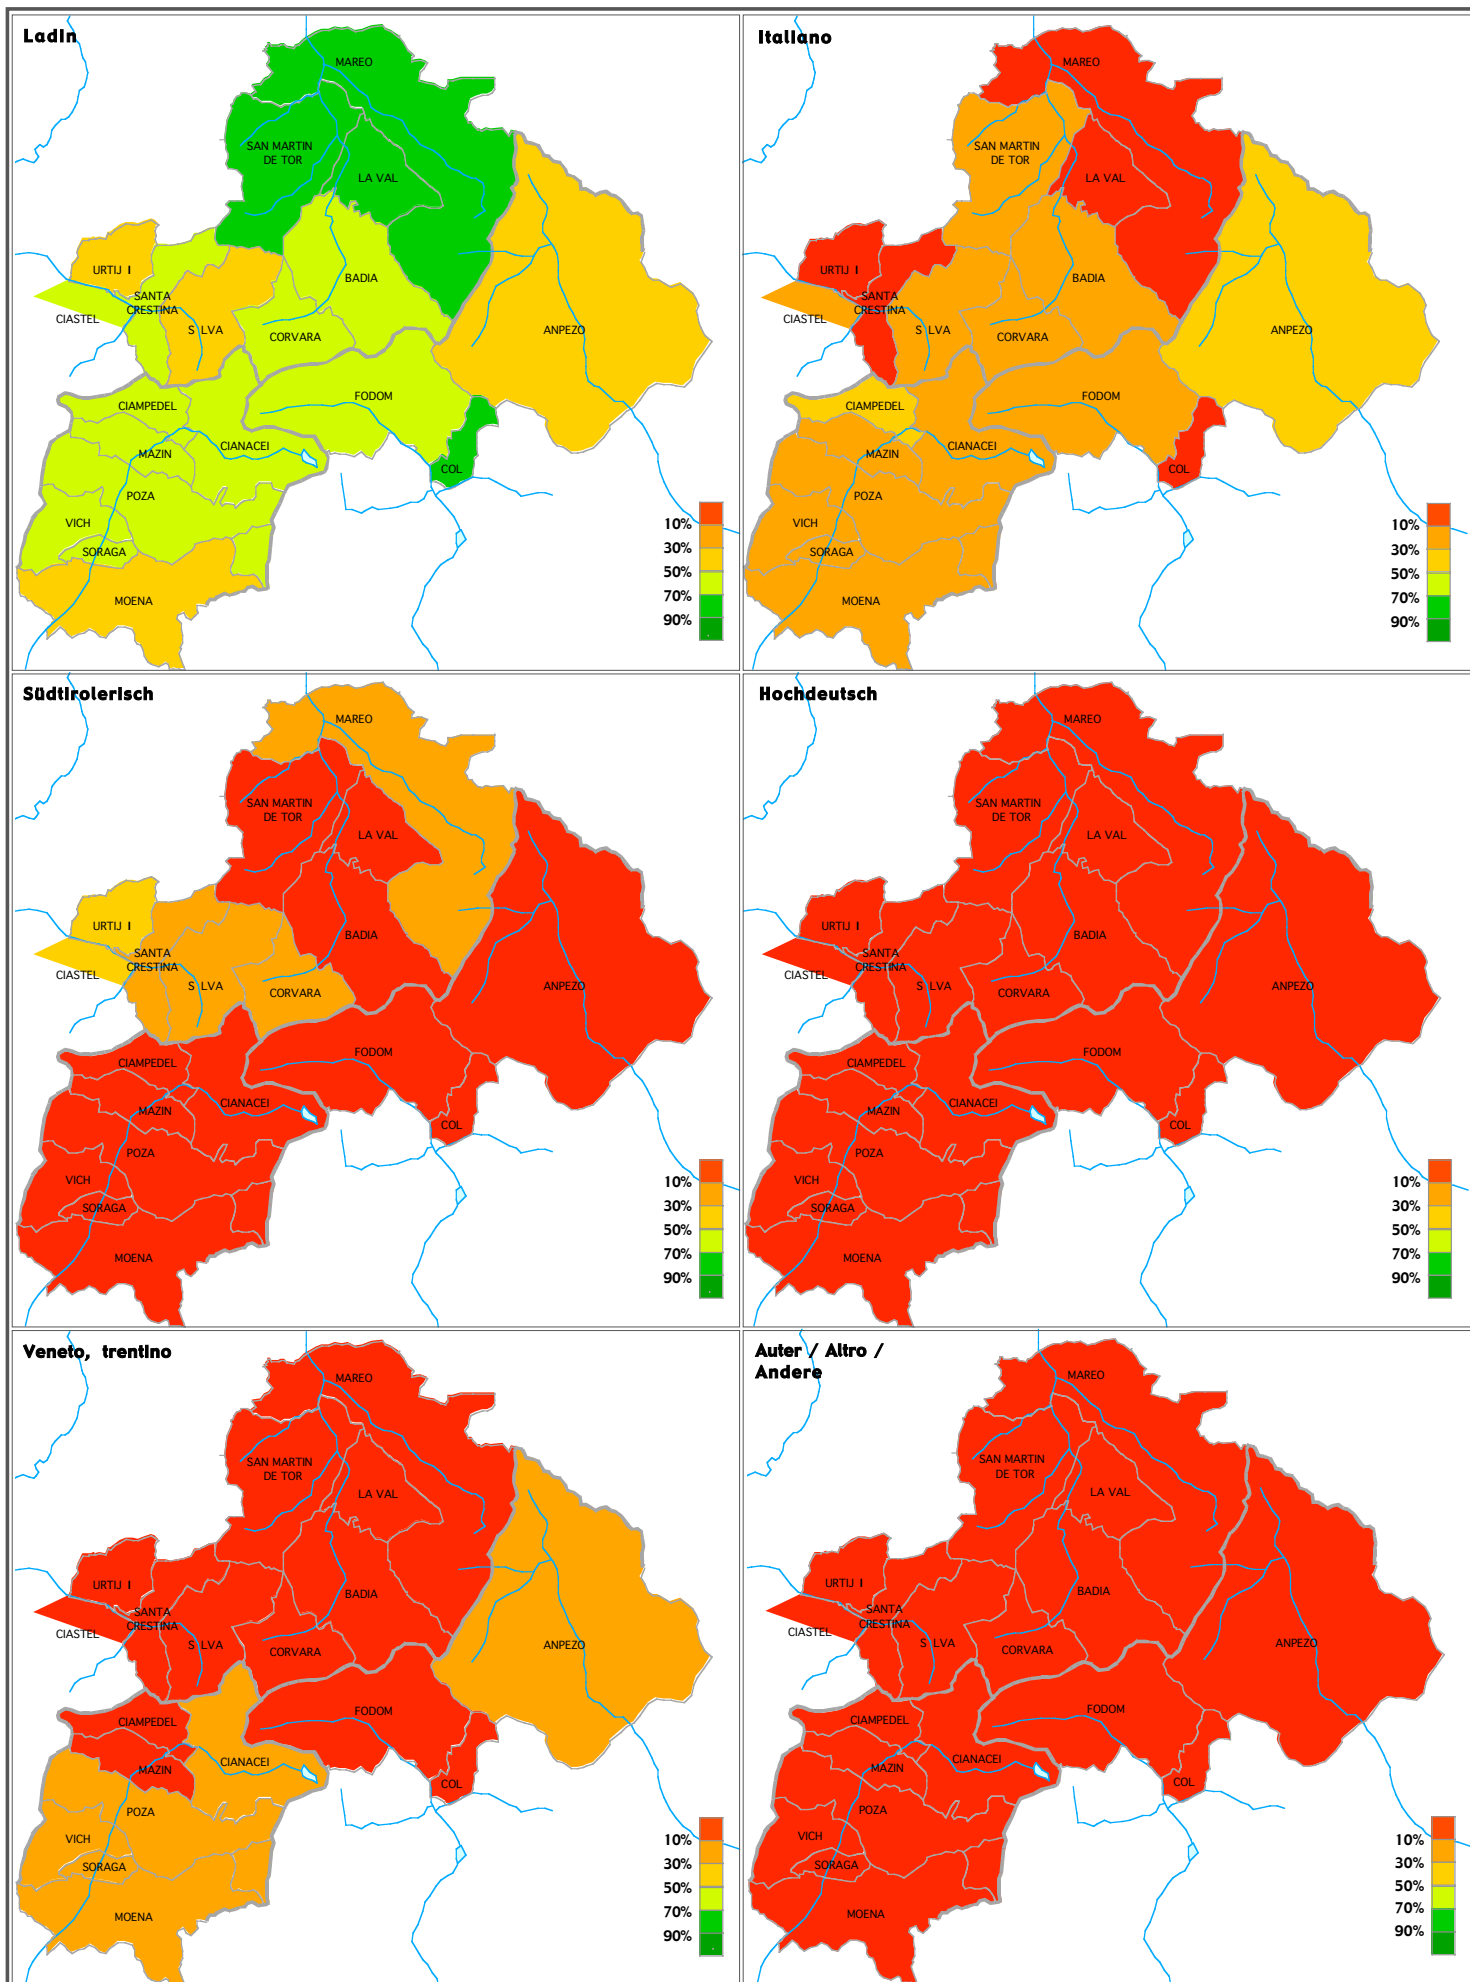 Ladin
MAREO
SAN MARTIN
DE TOR
LA VAL
URTIJ I
SANTA
CRESTINA
CIASTEL
S LVA
BADIA
CORVARA
ANPEZO
CIAMPEDEL
FODOM
MAZIN
CIANACEI
COL
POZA
VICH
SORAGA
MOENA
10%
30%
50%
70%
90%
Italiano
MAREO
SAN MARTIN
DE TOR
LA VAL
URTIJ I
SANTA
CRESTINA
CIASTEL
S LVA
BADIA
CORVARA
ANPEZO
CIAMPEDEL
FODOM
MAZIN
CIANACEI
COL
POZA
VICH
SORAGA
MOENA
10%
30%
50%
70%
90%
Südtirolerisch
MAREO
SAN MARTIN
DE TOR
LA VAL
URTIJ I
SANTA
CRESTINA
CIASTEL
S LVA
BADIA
CORVARA
ANPEZO
CIAMPEDEL
FODOM
MAZIN
CIANACEI
COL
POZA
VICH
SORAGA
MOENA
10%
30%
50%
70%
90%
Hochdeutsch
MAREO
SAN MARTIN
DE TOR
LA VAL
URTIJ I
SANTA
CRESTINA
CIASTEL
S LVA
BADIA
CORVARA
ANPEZO
CIAMPEDEL
FODOM
MAZIN
CIANACEI
COL
POZA
VICH
SORAGA
MOENA
10%
30%
50%
70%
90%
Veneto, trentino
MAREO
SAN MARTIN
DE TOR
LA VAL
URTIJ I
SANTA
CRESTINA
CIASTEL
S LVA
BADIA
CORVARA
ANPEZO
CIAMPEDEL
FODOM
MAZIN
CIANACEI
COL
POZA
VICH
SORAGA
MOENA
10%
30%
50%
70%
90%
Auter / Altro /
Andere
MAREO
SAN MARTIN
DE TOR
LA VAL
URTIJ I
SANTA
CRESTINA
CIASTEL
S LVA
BADIA
CORVARA
ANPEZO
CIAMPEDEL
FODOM
MAZIN
CIANACEI
COL
POZA
VICH
SORAGA
MOENA
10%
30%
50%
70%
90%